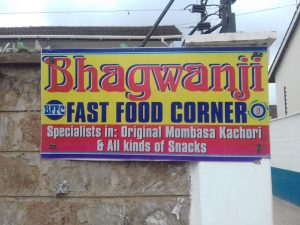 Bhagwanji
BFFC FAST FOOD CORNER
Specialists in: Original Mombasa Kachori
& All kinds of Snacks